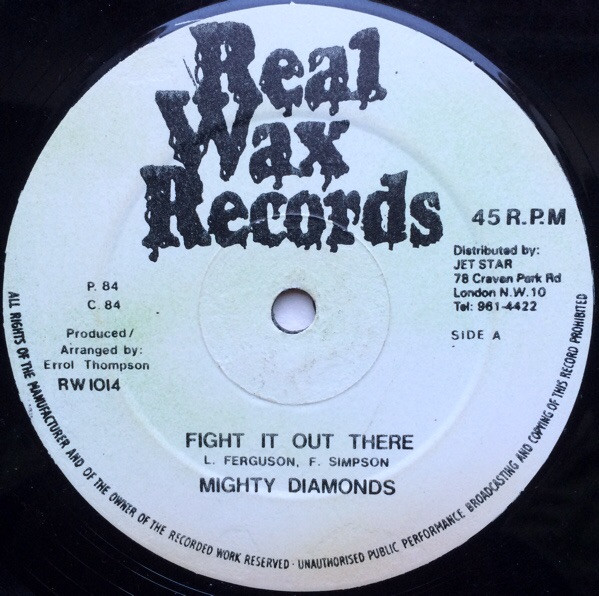 Real
Wax
Records
45 R.P.M
Distributed by:
JET STAR
78 Craven Park Rd
London N.W.10
Tel: 961-4422
SIDE A
P. 84
C. 84
Produced/
Arranged by:
Errol Thompson
RW1014
FIGHT IT OUT THERE
L. FERGUSON, F. SIMPSON
MIGHTY DIAMONDS
ALL RIGHTS OF THE MANUFACTURER AND OF THE OWNER OF THE RECORDED WORK RESERVED · UNAUTHORISED PUBLIC PERFORMANCE BROADCASTING AND COPYING OF THIS RECORD PROHIBITED